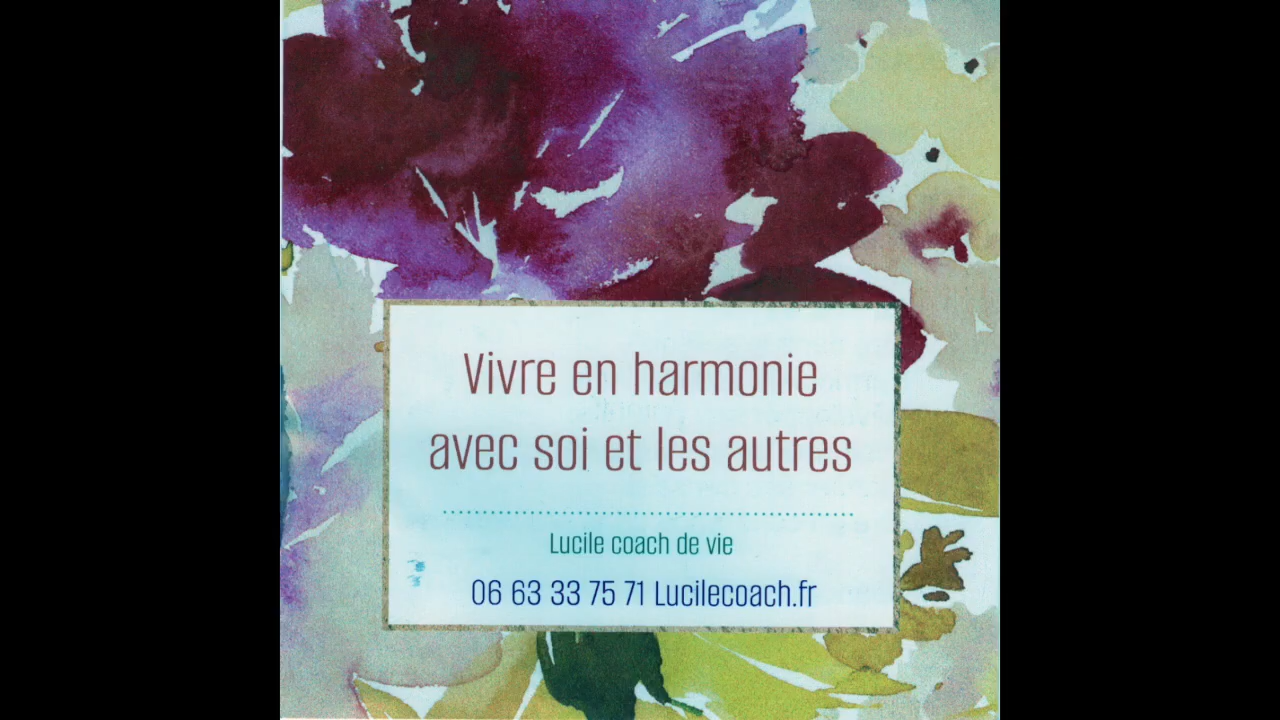 Vivre en harmonie
avec soi et les autres
Lucile coach de vie
06 63 33 75 71 Lucilecoach.fr